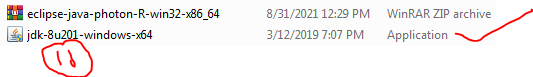 eclipse-java-photon-R-win32-x86_64 8/31/2021 12:29 PM WinRAR ZIP archive
jdk-8u201-windows-x64 3/12/2019 7:07 PM Application